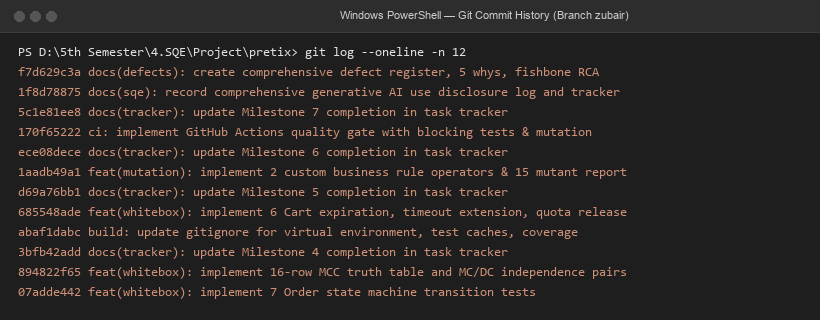 Windows PowerShell — Git Commit History (Branch zubair)
PS D:\5th Semester\4.SQE\Project\pretix> git log --oneline -n 12
f7d629c3a docs(defects): create comprehensive defect register, 5 whys, fishbone RCA
1f8d78875 docs(sqe): record comprehensive generative AI use disclosure log and tracker
5c1e81ee8 docs(tracker): update Milestone 7 completion in task tracker
170f65222 ci: implement GitHub Actions quality gate with blocking tests & mutation
ece08dece docs(tracker): update Milestone 6 completion in task tracker
1aadb49a1 feat(mutation): implement 2 custom business rule operators & 15 mutant report
d69a76bb1 docs(tracker): update Milestone 5 completion in task tracker
685548ade feat(whitebox): implement 6 Cart expiration, timeout extension, quota release
abaf1dabc build: update gitignore for virtual environment, test caches, coverage
3bfb42add docs(tracker): update Milestone 4 completion in task tracker
894822f65 feat(whitebox): implement 16-row MCC truth table and MC/DC independence pairs
07adde442 feat(whitebox): implement 7 Order state machine transition tests